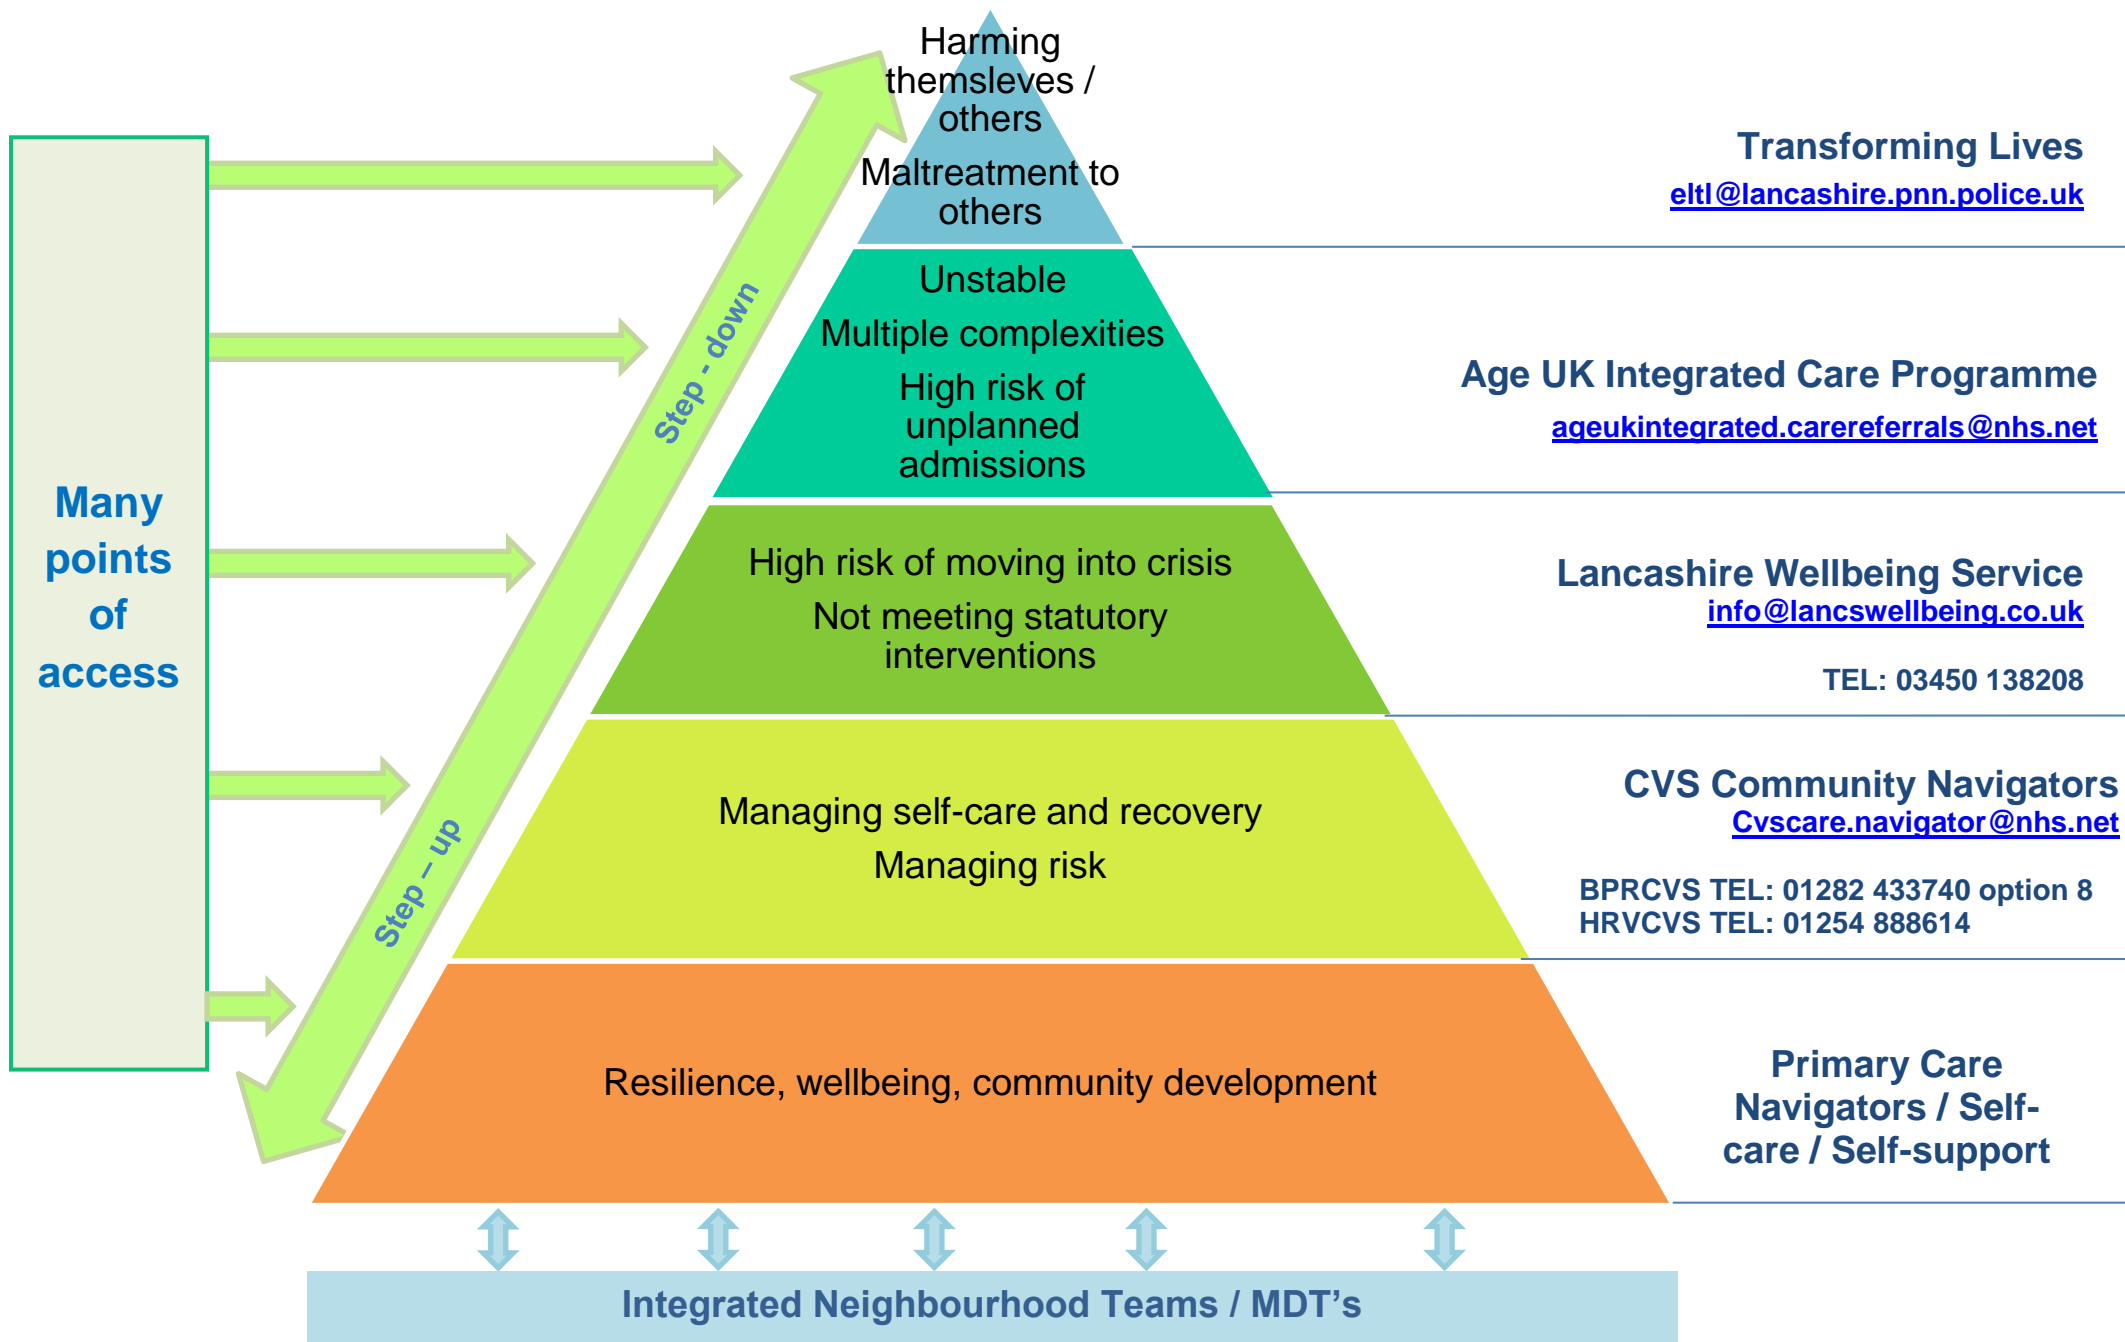 Many
points
of
access
Step - down
Step – up
Harming
themsleves /
others
Maltreatment to
others
Transforming Lives
eltl@lancashire.pnn.police.uk
Unstable
Multiple complexities
High risk of
unplanned
admissions
Age UK Integrated Care Programme
ageukintegrated.carereferrals@nhs.net
High risk of moving into crisis
Not meeting statutory
interventions
Lancashire Wellbeing Service
info@lancswellbeing.co.uk
TEL: 03450 138208
Managing self-care and recovery
Managing risk
CVS Community Navigators
Cvscare.navigator@nhs.net
BPRCVS TEL: 01282 433740 option 8
HRVCVS TEL: 01254 888614
Resilience, wellbeing, community development
Primary Care
Navigators / Self-
care / Self-support
Integrated Neighbourhood Teams / MDT’s